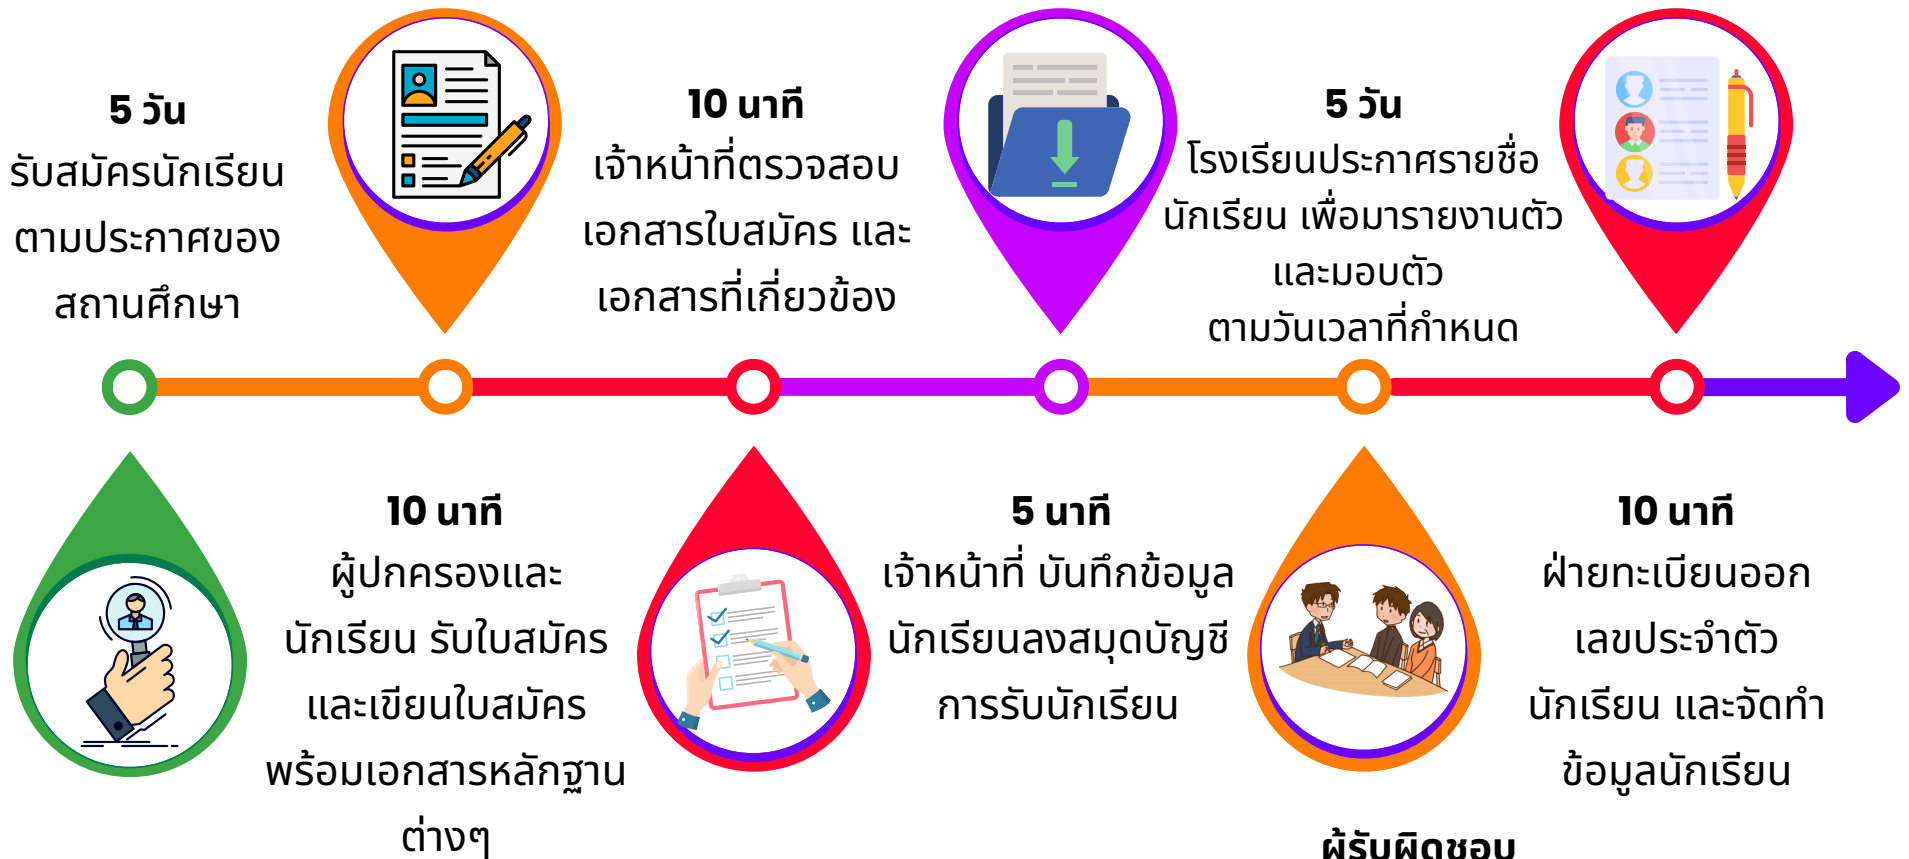 5 วัน
รับสมัครนักเรียน
ตามประกาศของ
สถานศึกษา
10 นาที
ผู้ปกครองและ
นักเรียน รับใบสมัคร
และเขียนใบสมัคร
พร้อมเอกสารหลักฐาน
ต่างๆ
10 นาที
เจ้าหน้าที่ตรวจสอบ
เอกสารใบสมัคร และ
เอกสารที่เกี่ยวข้อง
5 นาที
เจ้าหน้าที่ บันทึกข้อมูล
นักเรียนลงสมุดบัญชี
การรับนักเรียน
5 วัน
โรงเรียนประกาศรายชื่อ
นักเรียน เพื่อมารายงานตัว
และมอบตัว
ตามวันเวลาที่กำหนด
10 นาที
ฝ่ายทะเบียนออก
เลขประจำตัว
นักเรียน และจัดทำ
ข้อมูลนักเรียน
ผู้รับผิดชอบ